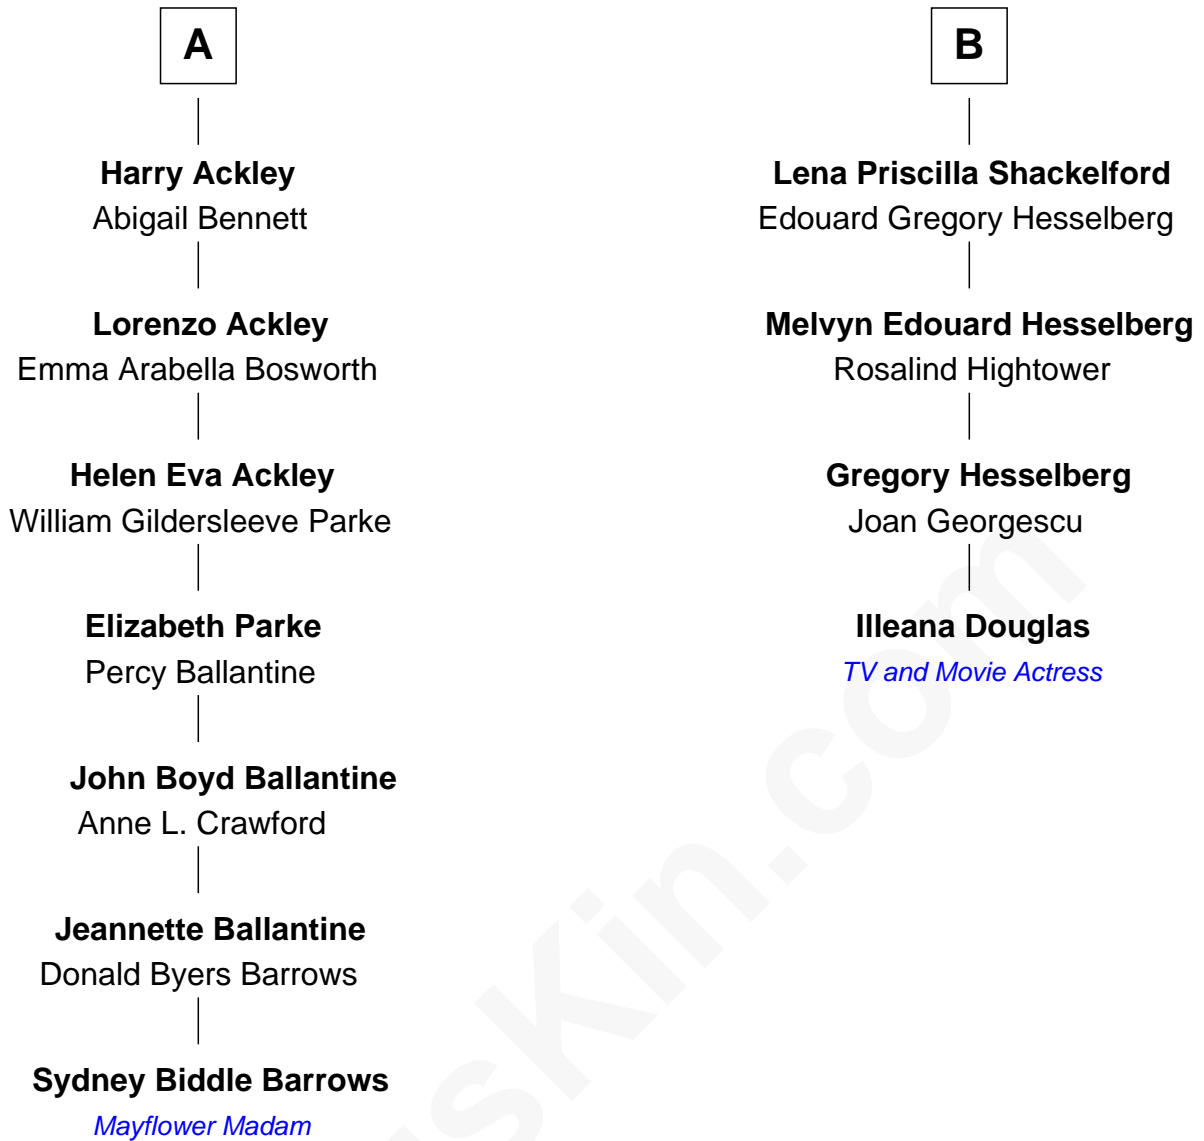 A
Harry Ackley
Abigail Bennett
Lorenzo Ackley
Emma Arabella Bosworth
Helen Eva Ackley
William Gildersleeve Parke
Elizabeth Parke
Percy Ballantine
John Boyd Ballantine
Anne L. Crawford
Jeannette Ballantine
Donald Byers Barrows
Sydney Biddle Barrows
Mayflower Madam
B
Lena Priscilla Shackelford
Edouard Gregory Hesselberg
Melvyn Edouard Hesselberg
Rosalind Hightower
Gregory Hesselberg
Joan Georgescu
Illeana Douglas
TV and Movie Actress